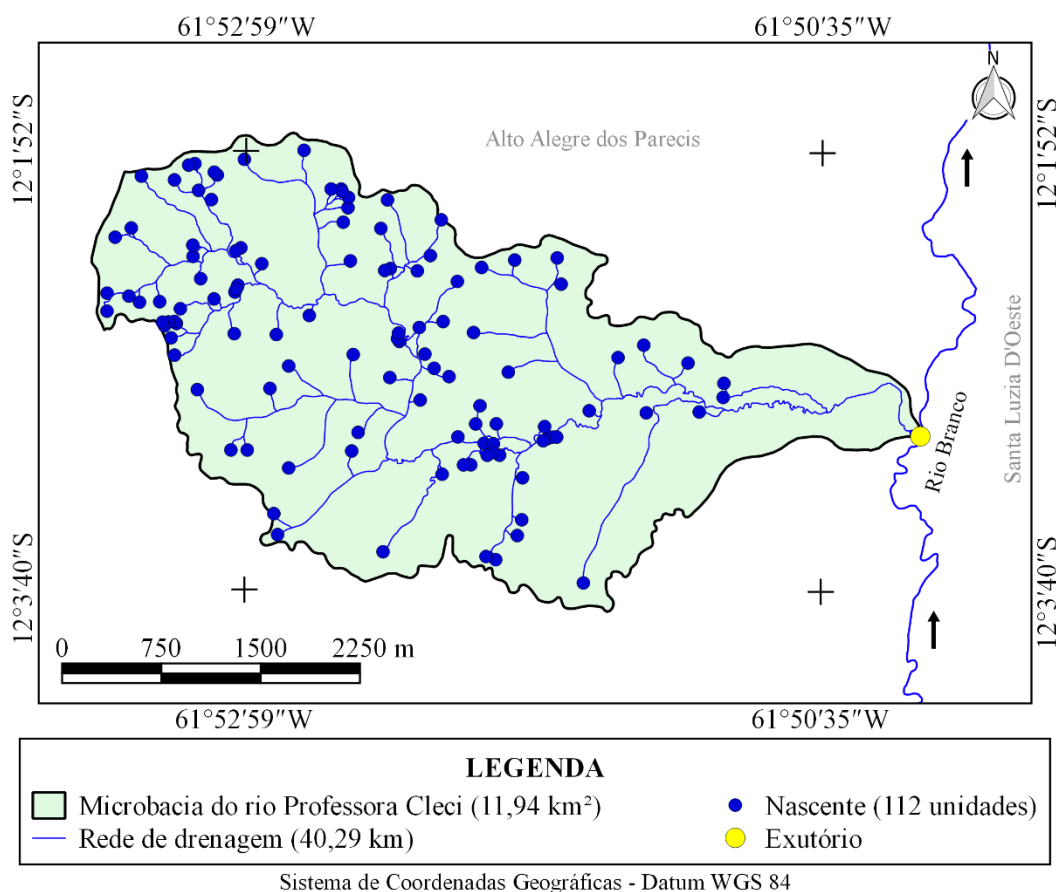 61°52'59"W 61°50'35"W
N
12°1'52"S
Alto Alegre dos Parecis
12°1'52"S
Santa Luzia D'Oeste
Rio Branco
12°3'40"S
12°3'40"S
0 750 1500 2250 m
61°52'59"W 61°50'35"W
LEGENDA
Microbacia do rio Professora Cleci (11,94 km²)
Nascente (112 unidades)
Rede de drenagem (40,29 km)
Exutório
Sistema de Coordenadas Geográficas - Datum WGS 84